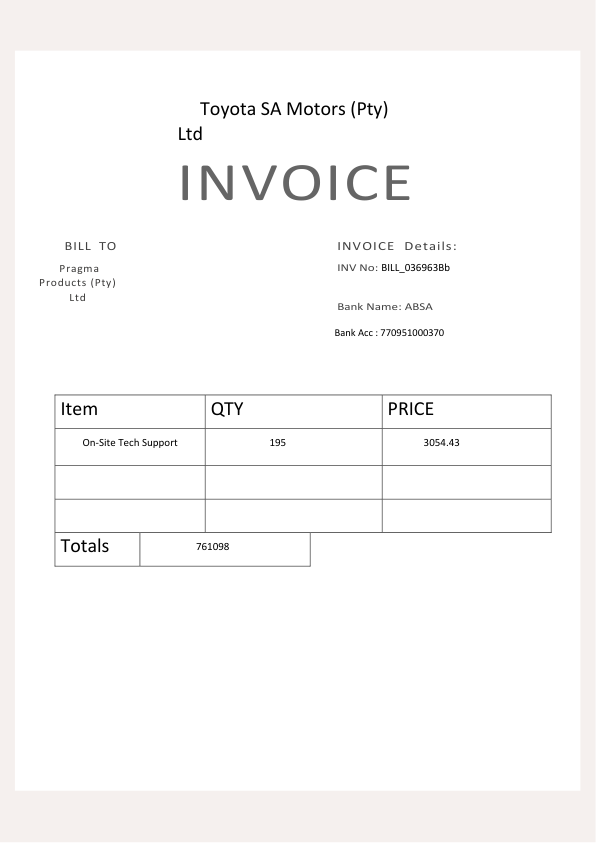 Toyota SA Motors (Pty)
Ltd
INVOICE
BILL TO
Pragma
Products (Pty)
Ltd
INVOICE Details:
INV No: BILL_036963Bb
Bank Name: ABSA
Bank Acc : 770951000370
Item QTY PRICE
On-Site Tech Support 195 3054.43
Totals 761098